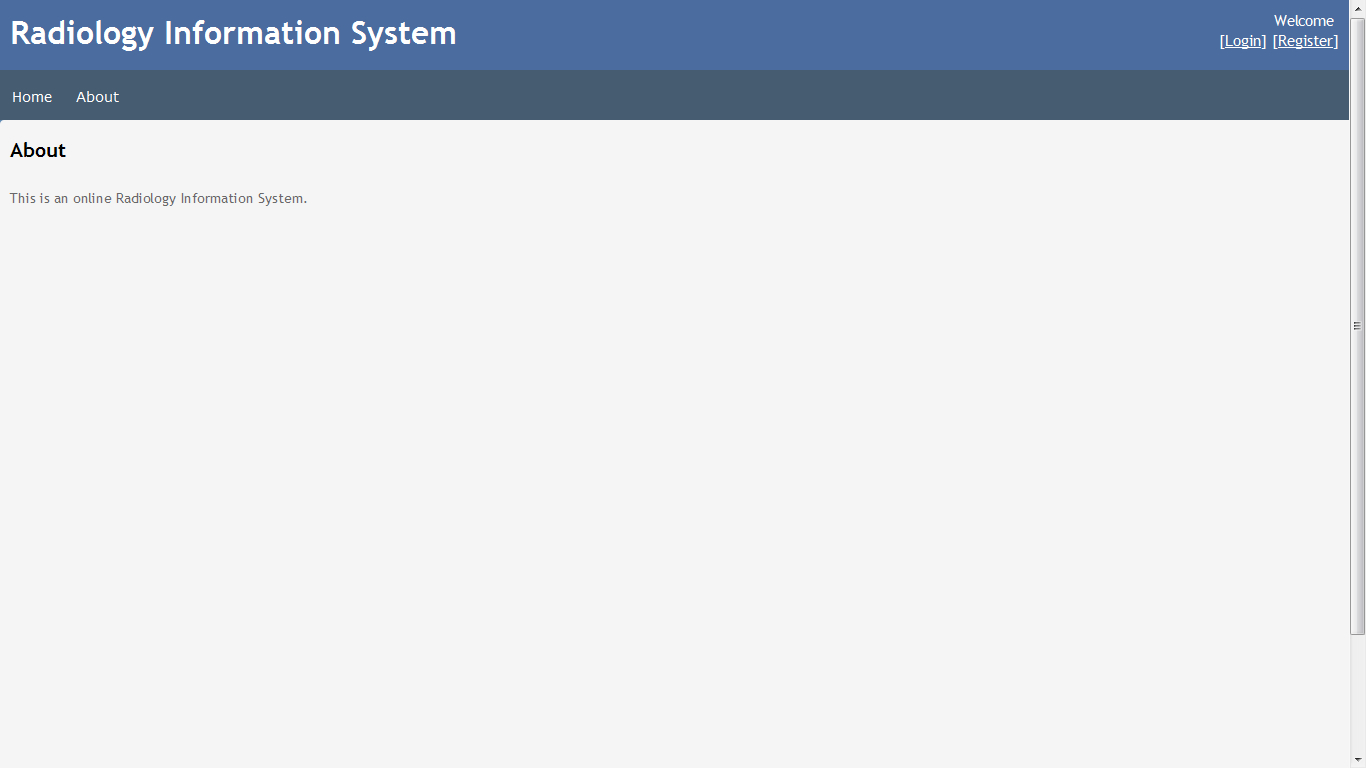 Radiology Information System
Welcome
[Login] [Register]
Home About
About
This is an online Radiology Information System.